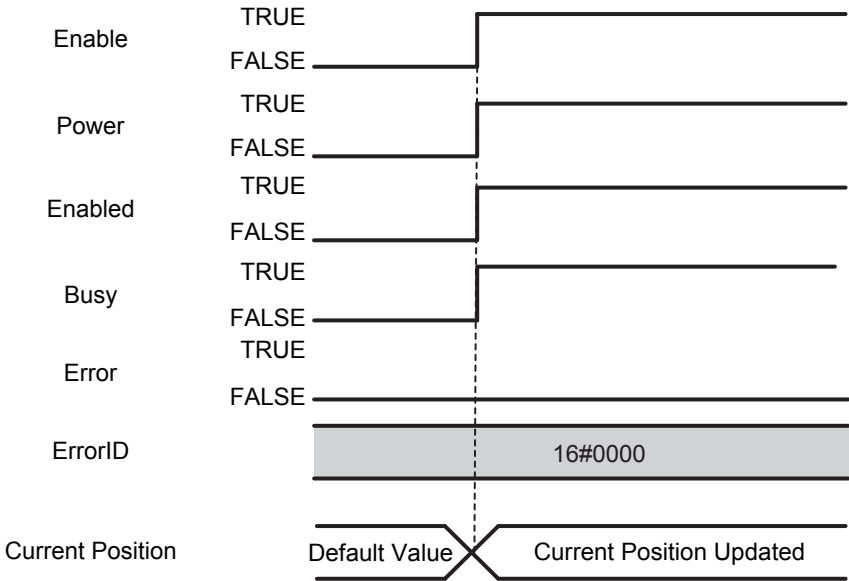 TRUE
Enable
FALSE
TRUE
Power
FALSE
TRUE
Enabled
FALSE
TRUE
Busy
FALSE
TRUE
Error
FALSE
ErrorID 16#0000
Current Position Default Value Current Position Updated